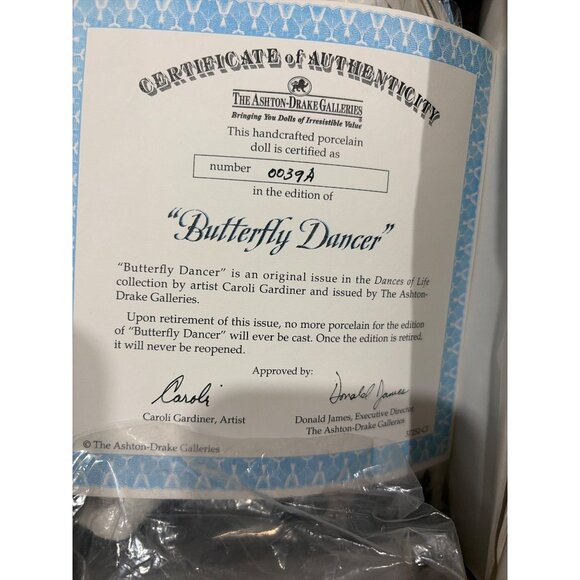 CERTIFICATE of AUTHENTICITY
THE ASHTON-DRAKE GALLERIES®
Bringing You Dolls of Irresistible Value
This handcrafted porcelain
doll is certified as
number 0039A
in the edition of
"Butterfly Dancer"
"Butterfly Dancer" is an original issue in the Dances of Life
collection by artist Caroli Gardiner and issued by The Ashton-
Drake Galleries.
Upon retirement of this issue, no more porcelain for the edition
of "Butterfly Dancer" will ever be cast. Once the edition is retired,
it will never be reopened.
Approved by:
Caroli
Donald James
Caroli Gardiner, Artist
Donald James, Executive Director
The Ashton-Drake Galleries
© The Ashton-Drake Galleries